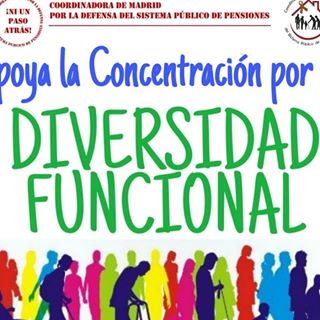 ¡NI UN
PASO
ATRÁS!
COORDINADORA DE MADRID
POR LA DEFENSA DEL SISTEMA PÚBLICO DE PENSIONES
poya la Concentración por
DIVERSIDAD
FUNCIONAL